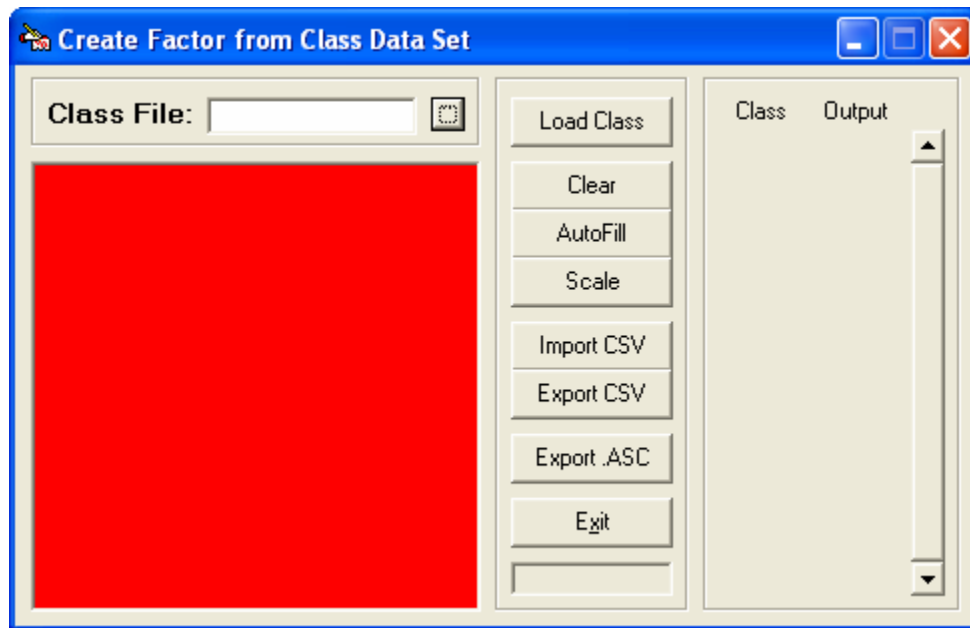 Create Factor from Class Data Set
Class File:
Load Class
Clear
AutoFill
Scale
Import CSV
Export CSV
Export .ASC
Exit
Class Output